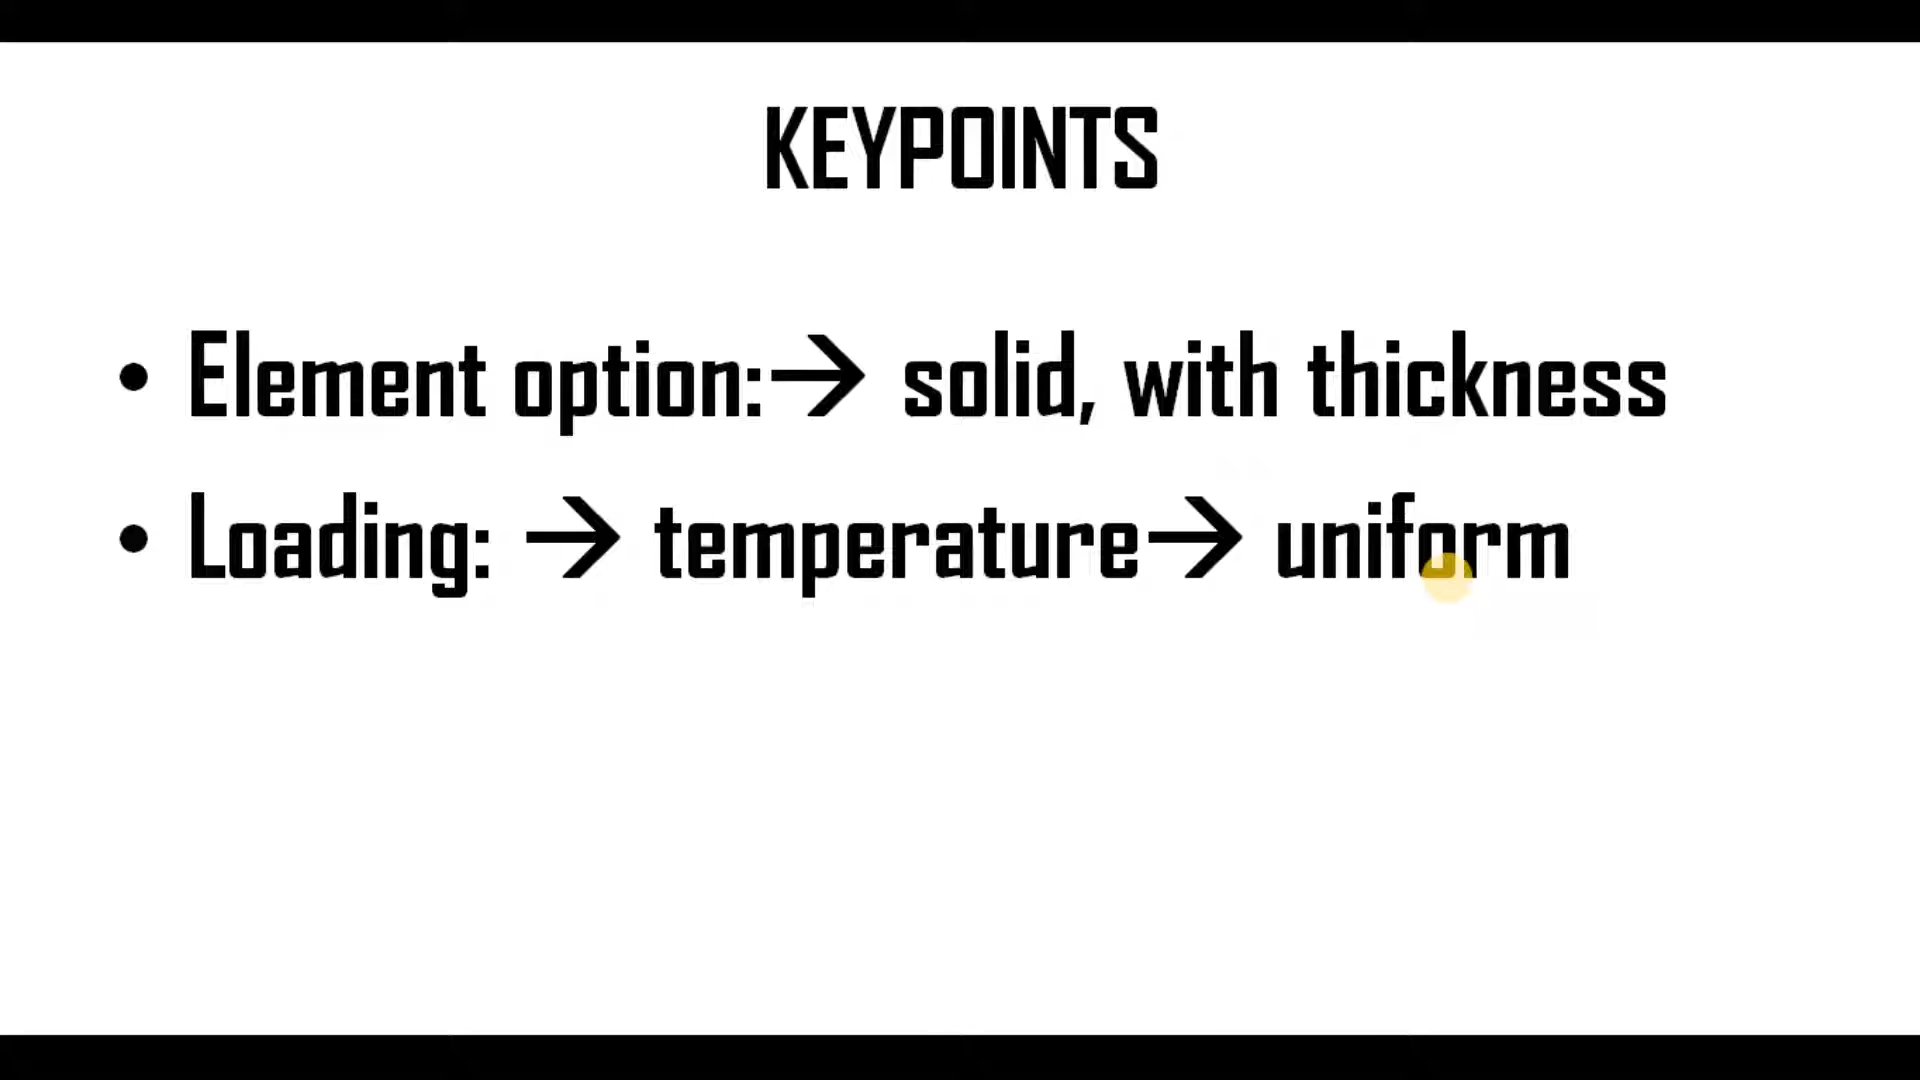 KEYPOINTS
• Element option:→ solid, with thickness
• Loading: → temperature→ uniform